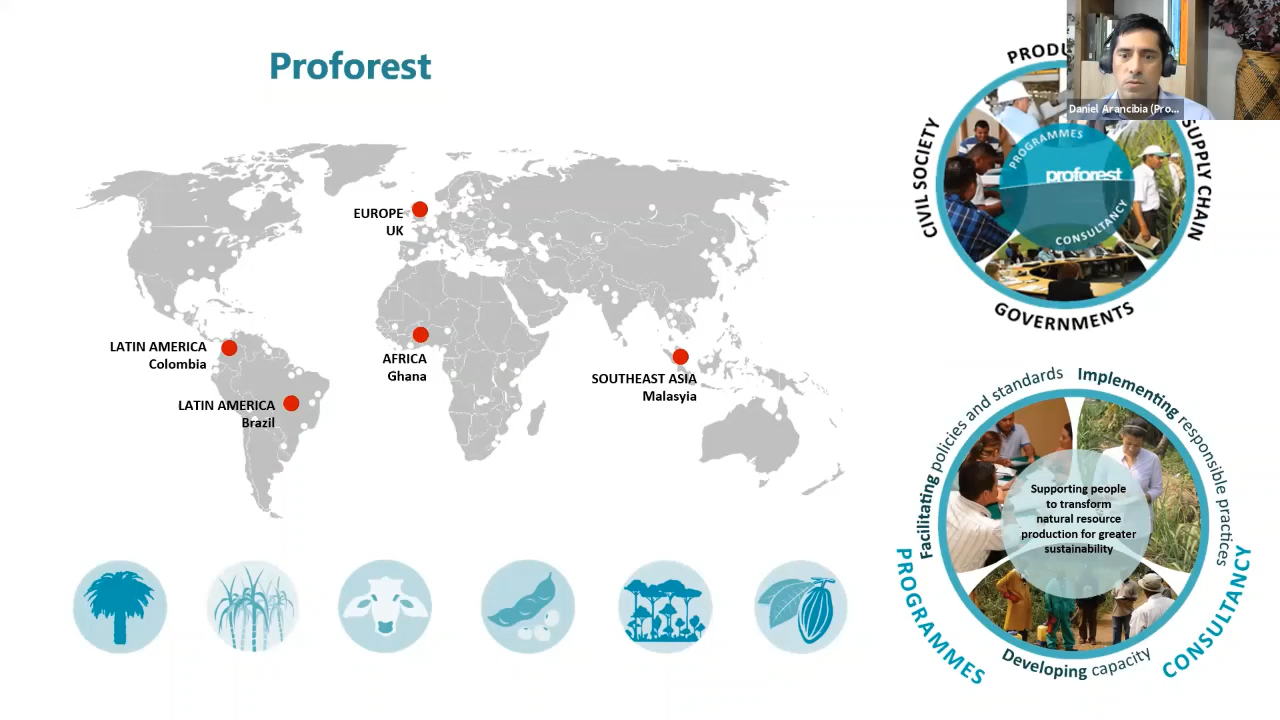 Proforest
EUROPE
UK
LATIN AMERICA
Colombia
LATIN AMERICA
Brazil
AFRICA
Ghana
SOUTHEAST ASIA
Malasyia
Daniel Arancibia (Pro...
CIVIL SOCIETY
SUPPLY CHAIN
GOVERNMENTS
PROGRAMMES
proforest
CONSULTANCY
Facilitating policies and standards
Implementing responsible practices
Supporting people
to transform
natural resource
production for greater
sustainability
Developing capacity
PROGRAMMES
CONSULTANCY